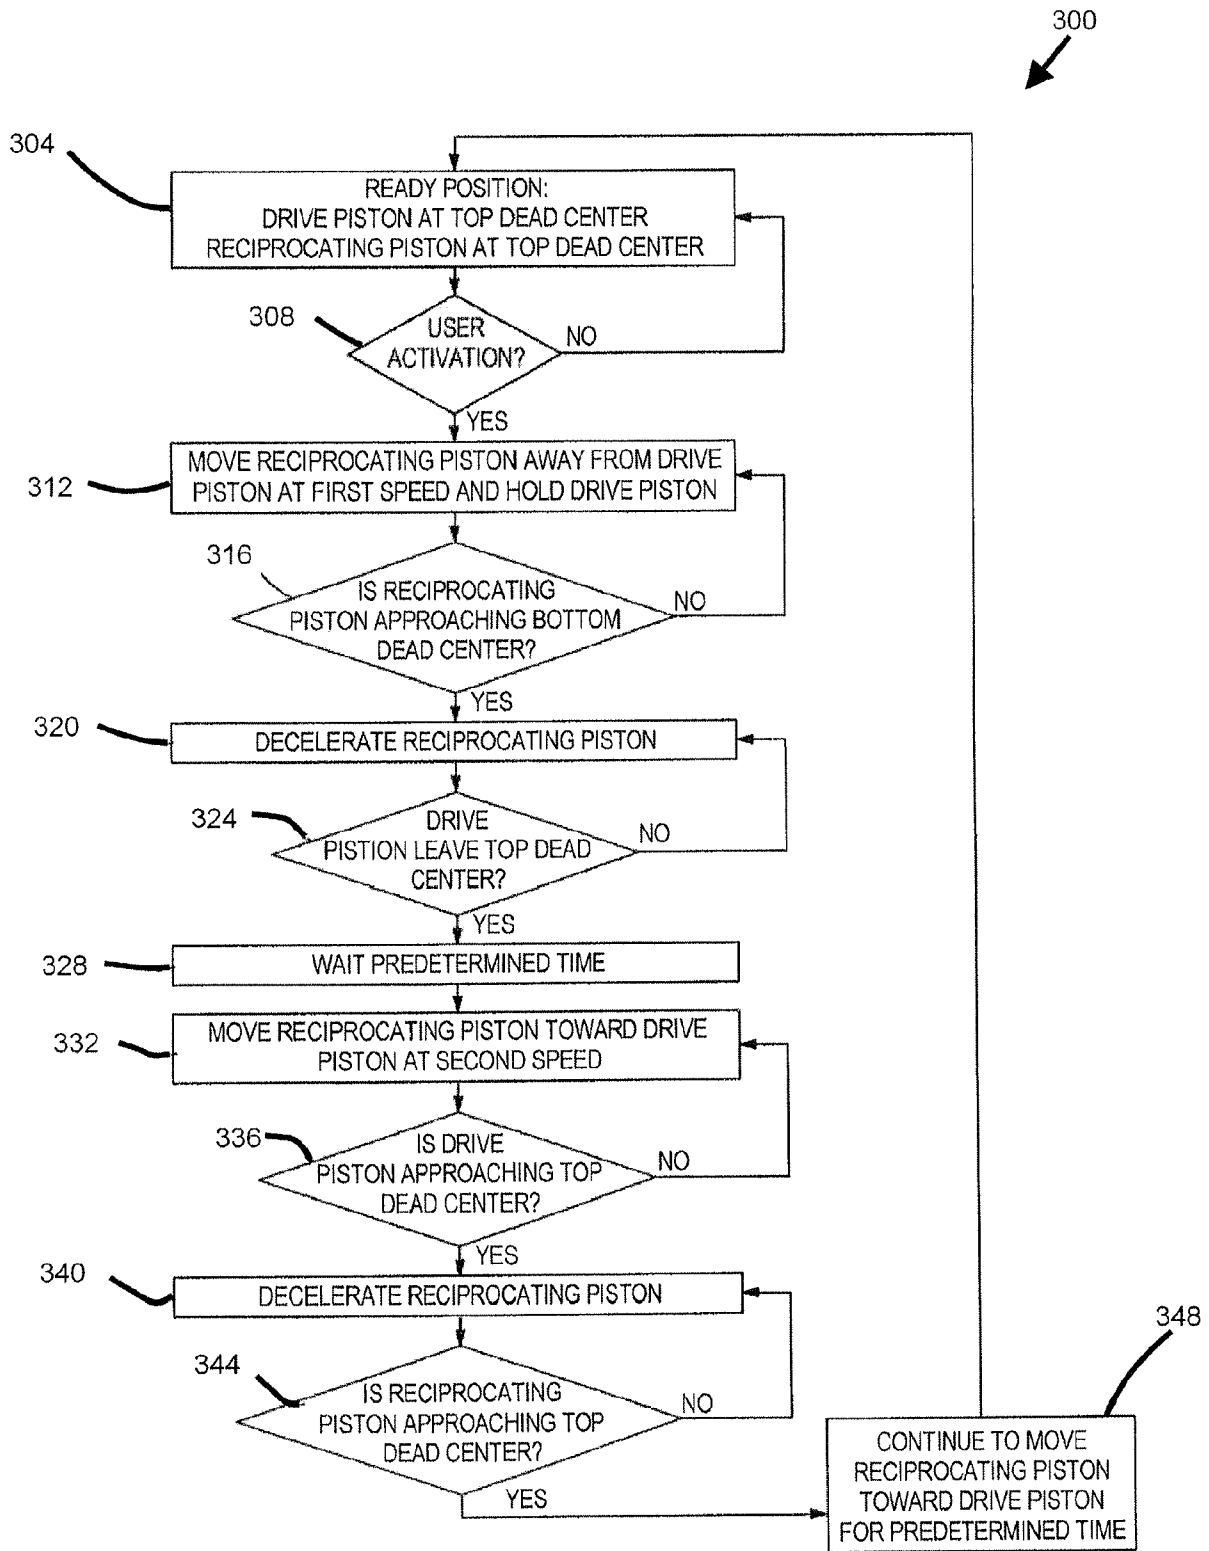 300
304
READY POSITION:
DRIVE PISTON AT TOP DEAD CENTER
RECIPROCATING PISTON AT TOP DEAD CENTER
308
USER
ACTIVATION?
NO
YES
312
MOVE RECIPROCATING PISTON AWAY FROM DRIVE
PISTON AT FIRST SPEED AND HOLD DRIVE PISTON
316
IS RECIPROCATING
PISTON APPROACHING BOTTOM
DEAD CENTER?
NO
YES
320
DECELERATE RECIPROCATING PISTON
324
DRIVE
PISTION LEAVE TOP DEAD
CENTER?
NO
YES
328
WAIT PREDETERMINED TIME
332
MOVE RECIPROCATING PISTON TOWARD DRIVE
PISTON AT SECOND SPEED
336
IS DRIVE
PISTON APPROACHING TOP
DEAD CENTER?
NO
YES
340
DECELERATE RECIPROCATING PISTON
344
IS RECIPROCATING
PISTON APPROACHING TOP
DEAD CENTER?
NO
YES
348
CONTINUE TO MOVE
RECIPROCATING PISTON
TOWARD DRIVE PISTON
FOR PREDETERMINED TIME